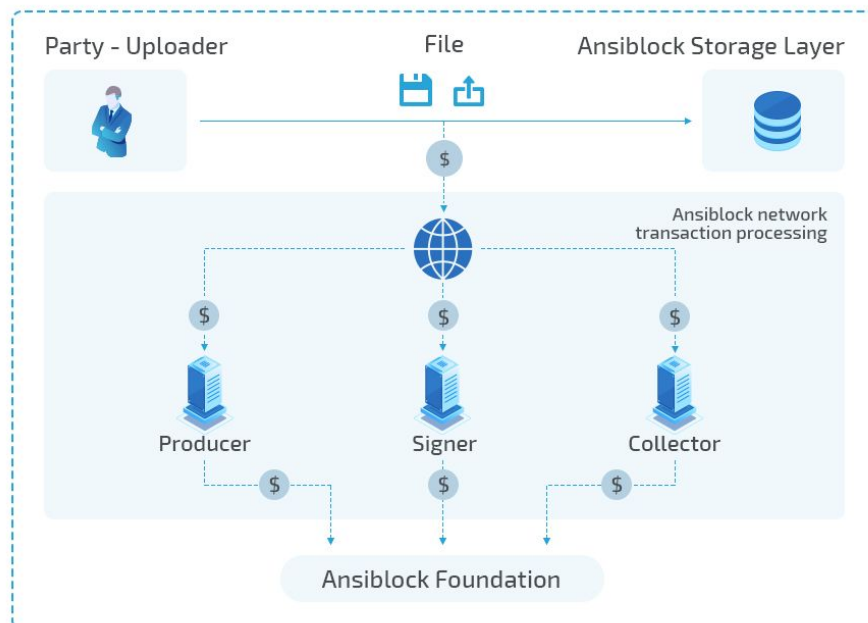 Party - Uploader
File
Ansiblock Storage Layer
$
Ansiblock network
transaction processing
$
$
$
Producer
Signer
Collector
$
$
$
Ansiblock Foundation